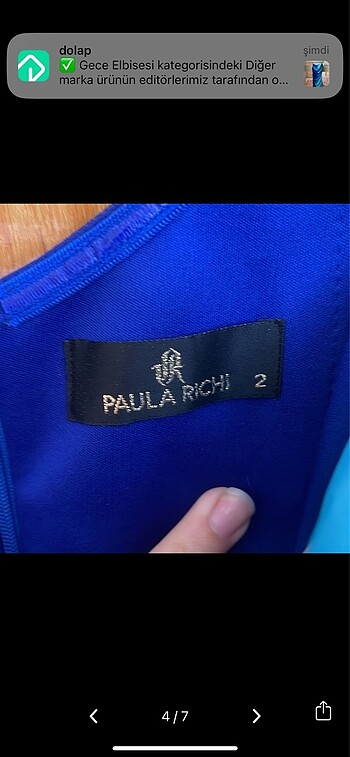 dolap
şimdi
✅ Gece Elbisesi kategorisindeki Diğer
marka ürünün editörlerimiz tarafından o...
PAULA RICHI 2
4/7